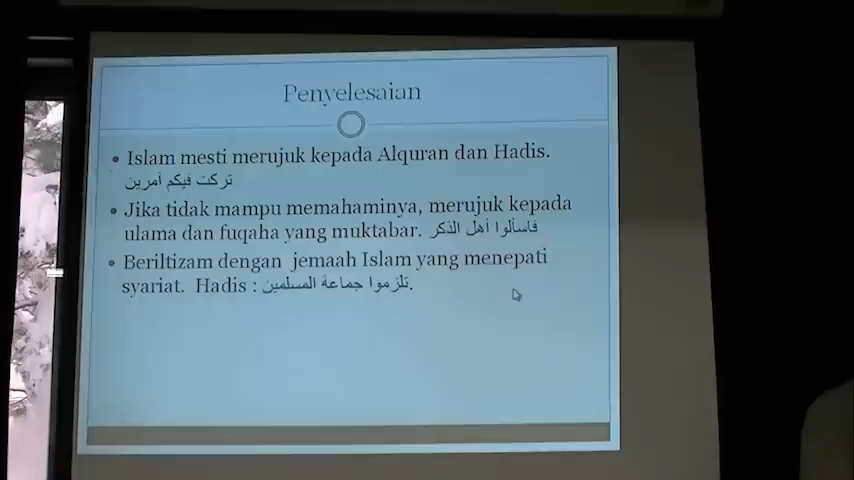 Penyelesaian
• Islam mesti merujuk kepada Alquran dan Hadis.
تركت فيكم أمرين
• Jika tidak mampu memahaminya, merujuk kepada
ulama dan fuqaha yang muktabar. فاسألوا أهل الذكر
• Beriltizam dengan jemaah Islam yang menepati
syariat. Hadis : تلزموا جماعة المسلمين.